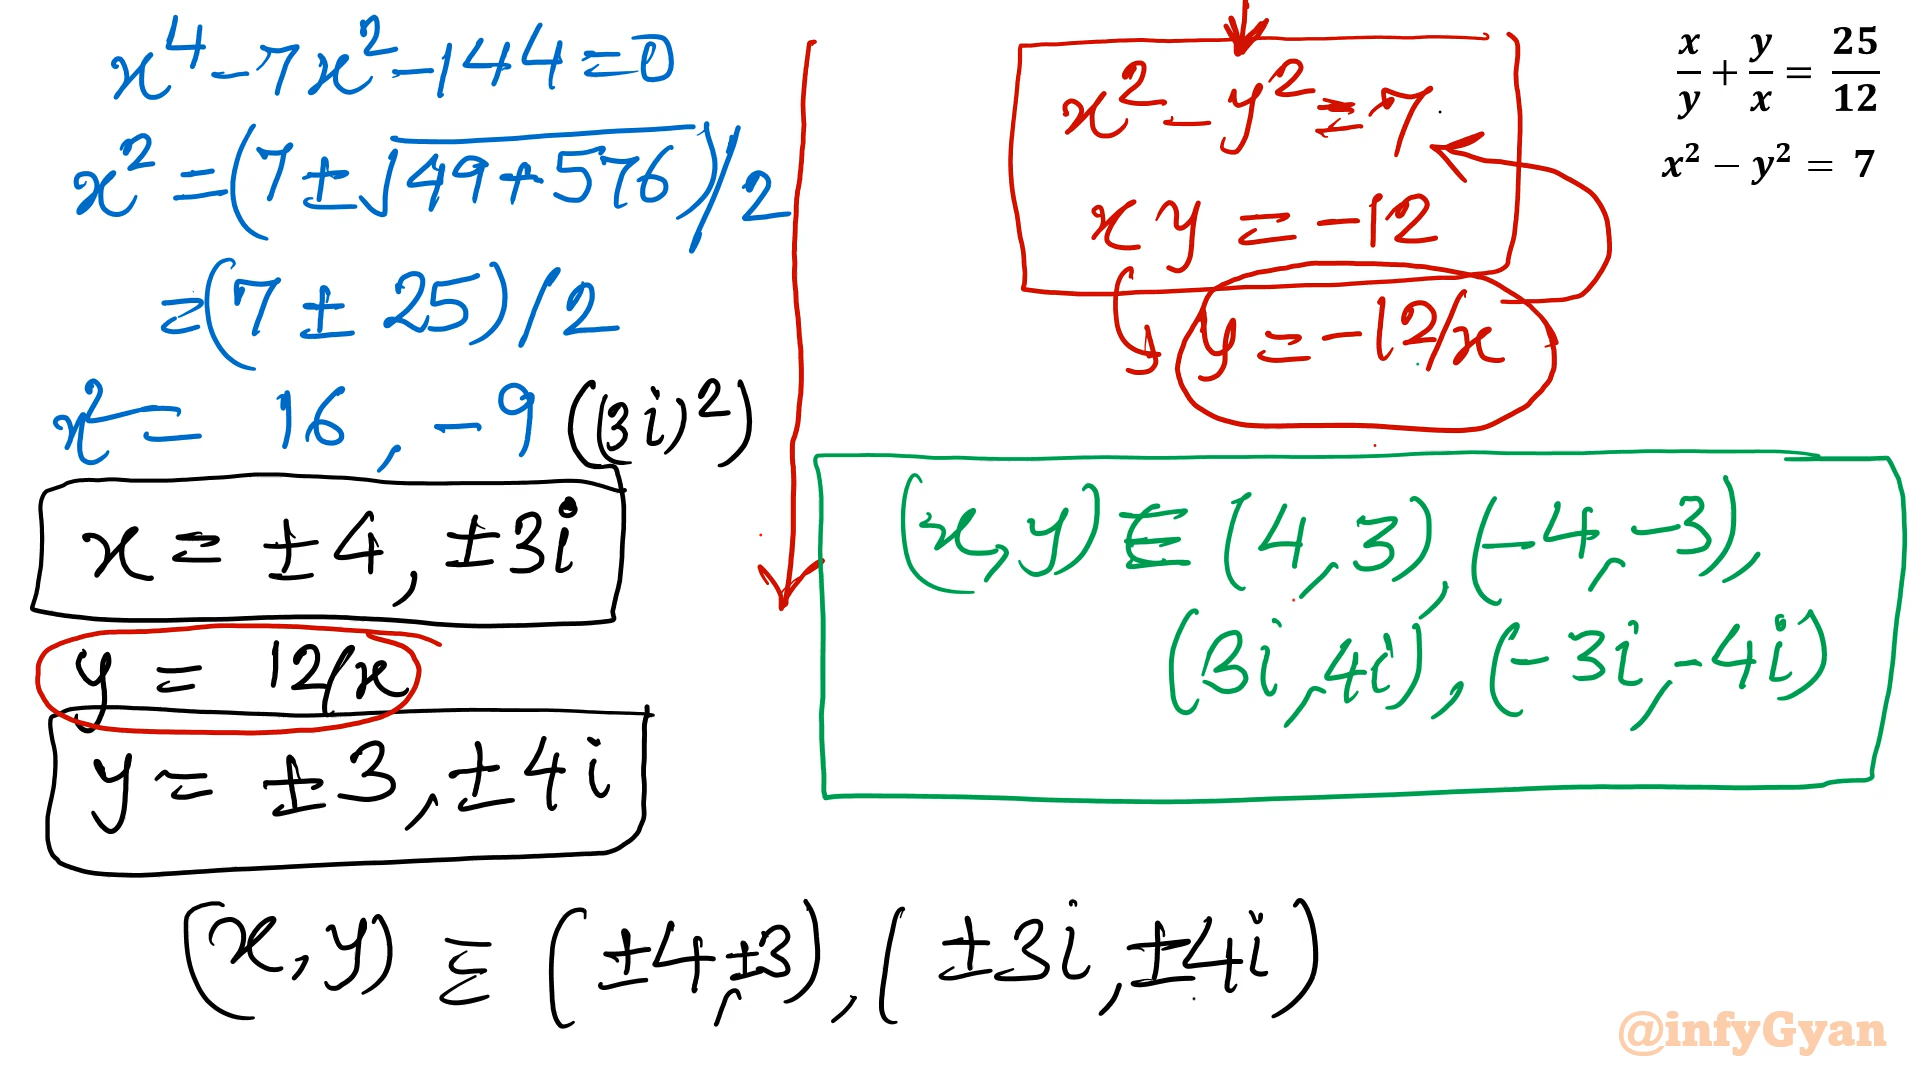 x⁴ - 7x² - 144 = 0
x² = (7 ± √49 + 576)/2
= (7 ± 25)/2
x² = 16, -9 ((3i)²)
x = ±4, ±3i
y = 12/x
y = ±3, ±4i
(x, y) ≡ (±4, ±3), (±3i, ±4i)
x² - y² = 7
xy = -12
y = -12/x
(x, y) ≡ (4, 3), (-4, -3),
(3i, 4i), (-3i, -4i)
x/y + y/x = 25/12
x² − y² = 7
@infyGyan